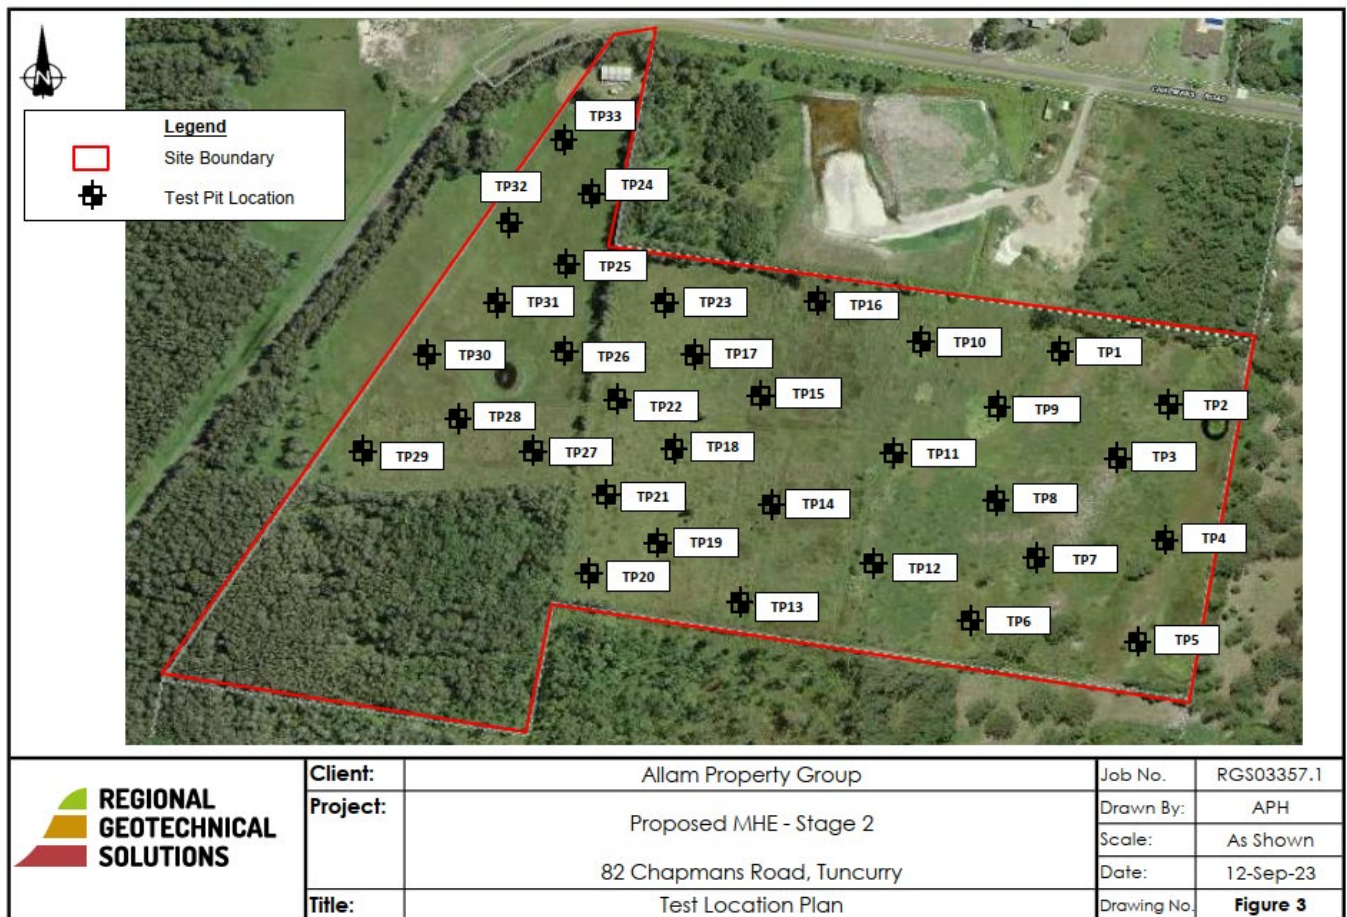 N
Legend
Site Boundary
Test Pit Location
CHAPMANS ROAD
TP33
TP32
TP24
TP25
TP31
TP23
TP16
TP30
TP26
TP17
TP10
TP1
TP22
TP15
TP9
TP2
TP28
TP29
TP27
TP18
TP11
TP3
TP21
TP14
TP8
TP19
TP12
TP7
TP4
TP20
TP13
TP6
TP5
REGIONAL
GEOTECHNICAL
SOLUTIONS
Client: Allam Property Group
Project: Proposed MHE - Stage 2
82 Chapmans Road, Tuncurry
Title: Test Location Plan
Job No. RGS03357.1
Drawn By: APH
Scale: As Shown
Date: 12-Sep-23
Drawing No. Figure 3